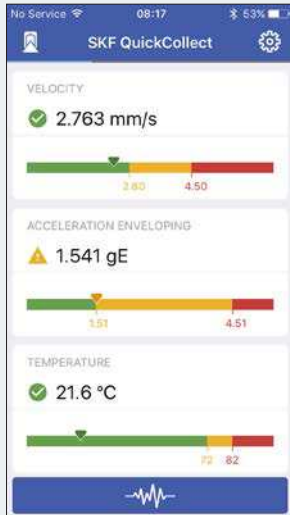 No Service 08:17 53%
SKF QuickCollect
VELOCITY
2.763 mm/s
2.80 4.50
ACCELERATION ENVELOPING
1.541 gE
1.51 4.51
TEMPERATURE
21.6 °C
72 82